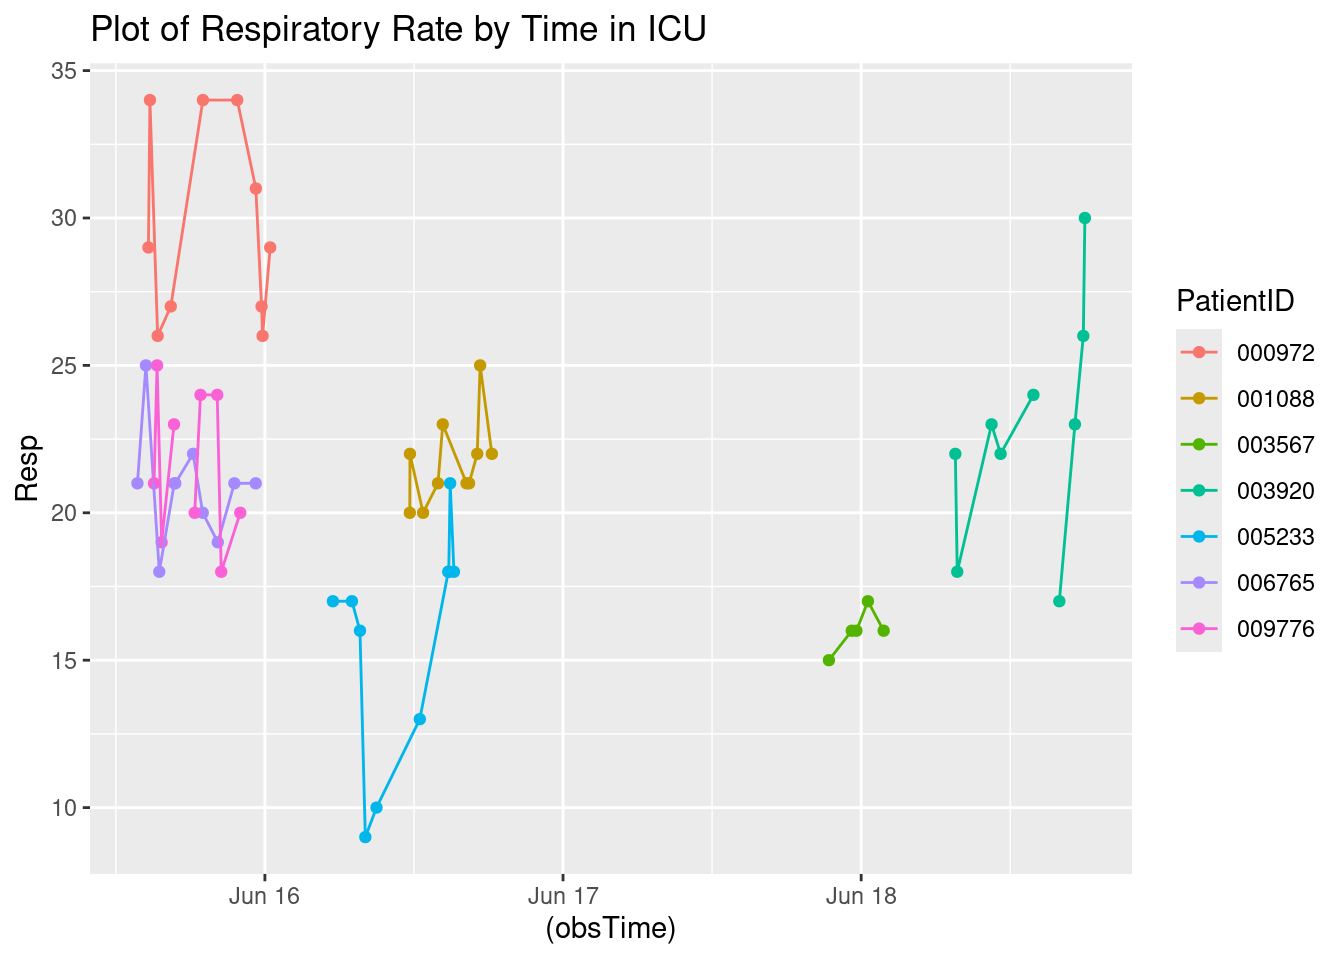 Plot of Respiratory Rate by Time in ICU
35
30
25
20
15
10
Resp
Jun 16
Jun 17
Jun 18
(obsTime)
PatientID
000972
001088
003567
003920
005233
006765
009776